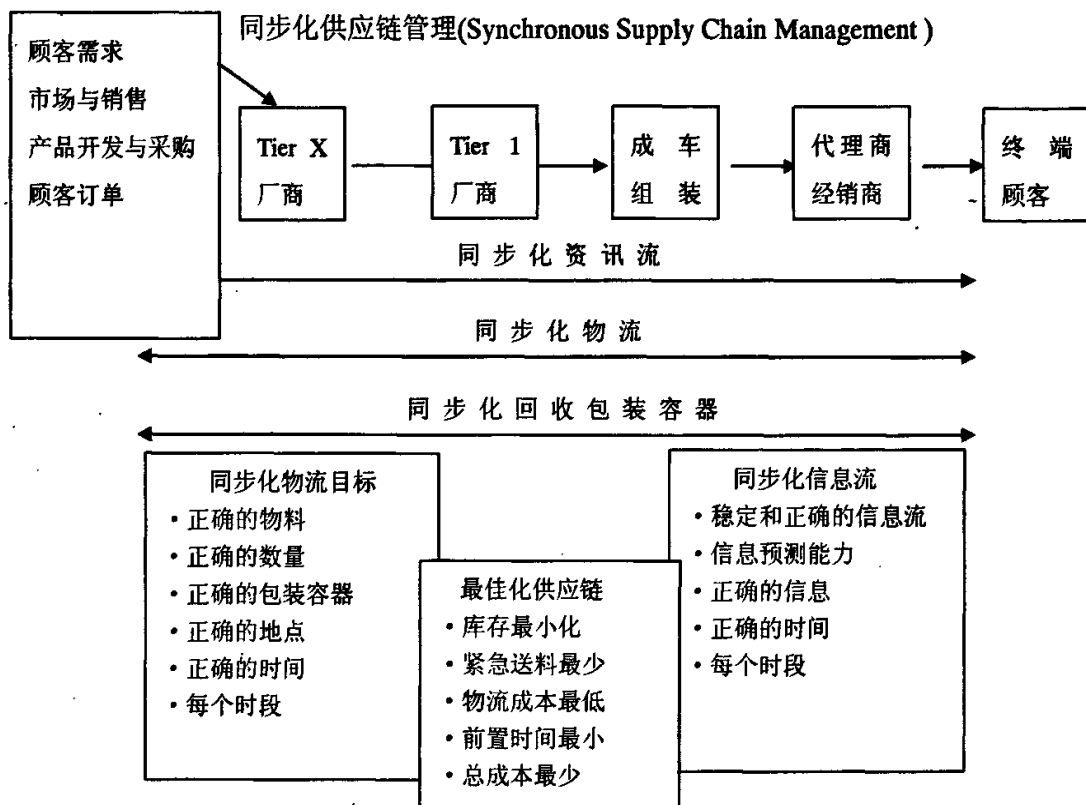 同步化供应链管理(Synchronous Supply Chain Management )
顾客需求
市场与销售
产品开发与采购
顾客订单
Tier X
厂商
Tier 1
厂商
成车
组装
代理商
经销商
终端
顾客
同步化资讯流
同步化物流
同步化回收包装容器
同步化物流目标
·正确的物料
·正确的数量
·正确的包装容器
·正确的地点
·正确的时间
·每个时段
最佳化供应链
·库存最小化
·紧急送料最少
·物流成本最低
·前置时间最小
·总成本最少
同步化信息流
·稳定和正确的信息流
·信息预测能力
·正确的信息
·正确的时间
·每个时段